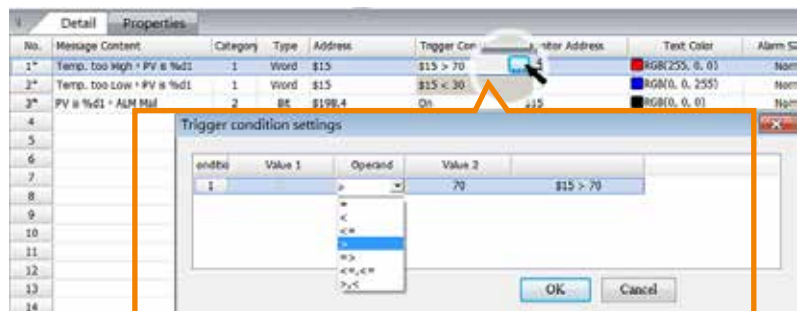 Detail Properties
No. Message Content Category Type Address Trigger Con Address Text Color Alarm S
1* Temp. too High • PV is %d1 1 Word $15 $15 > 70 ... RGB(255, 0, 0) Nor
2* Temp. too Low • PV is %d1 1 Word $15 $15 < 30 RGB(0, 0, 255) Nor
3* PV is %d1 • ALM Mail 2 Bit $198.4 On $15 RGB(0, 0, 0) Nor
4
5
6
7
8
9
10
11
12
13
14
Trigger condition settings
onditio Value 1 Operand Value 2
1 > 70 $15 > 70
=
<
<=
>
=>
<=,<=
>,<
OK Cancel